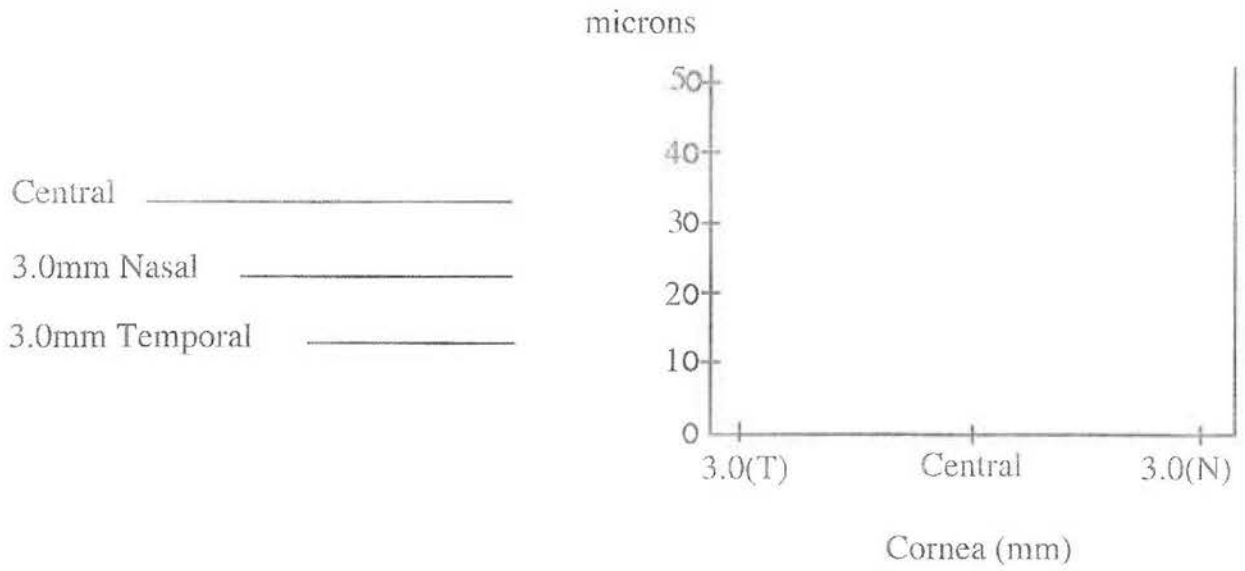 microns
50
40
30
20
10
0
Central
3.0mm Nasal
3.0mm Temporal
3.0(T) Central 3.0(N)
Cornea (mm)